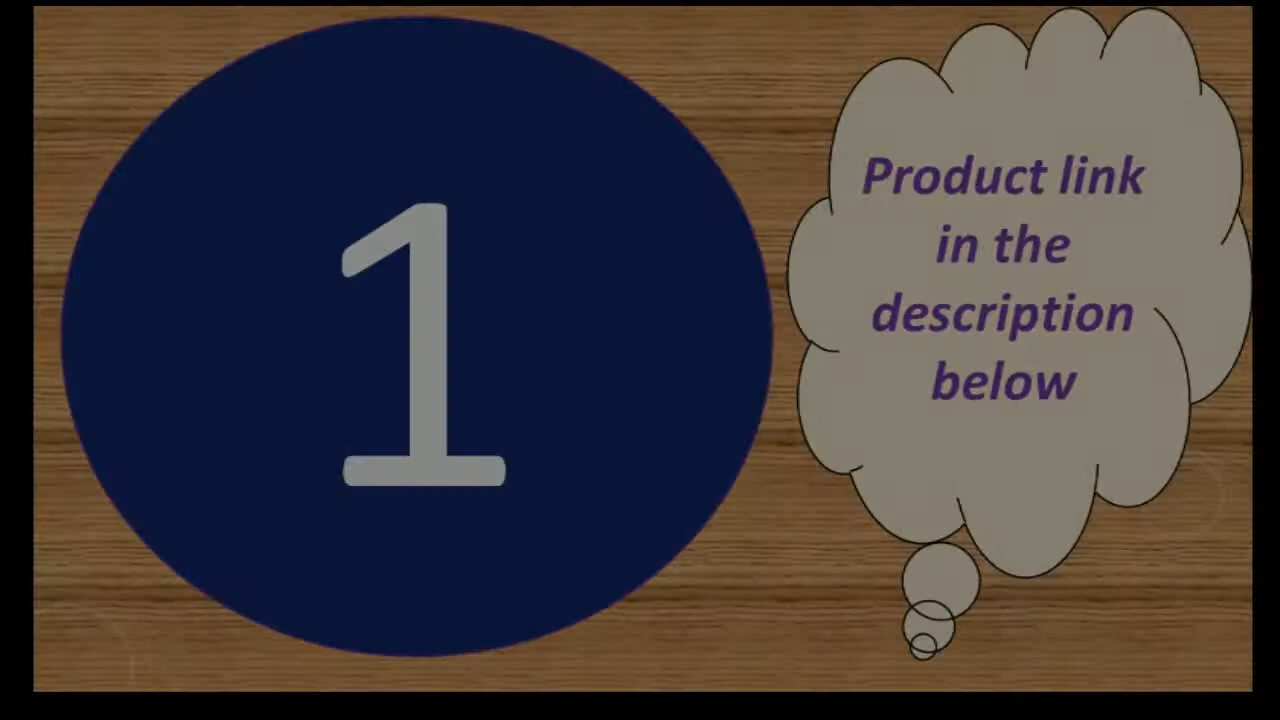 1
Product link
in the
description
below